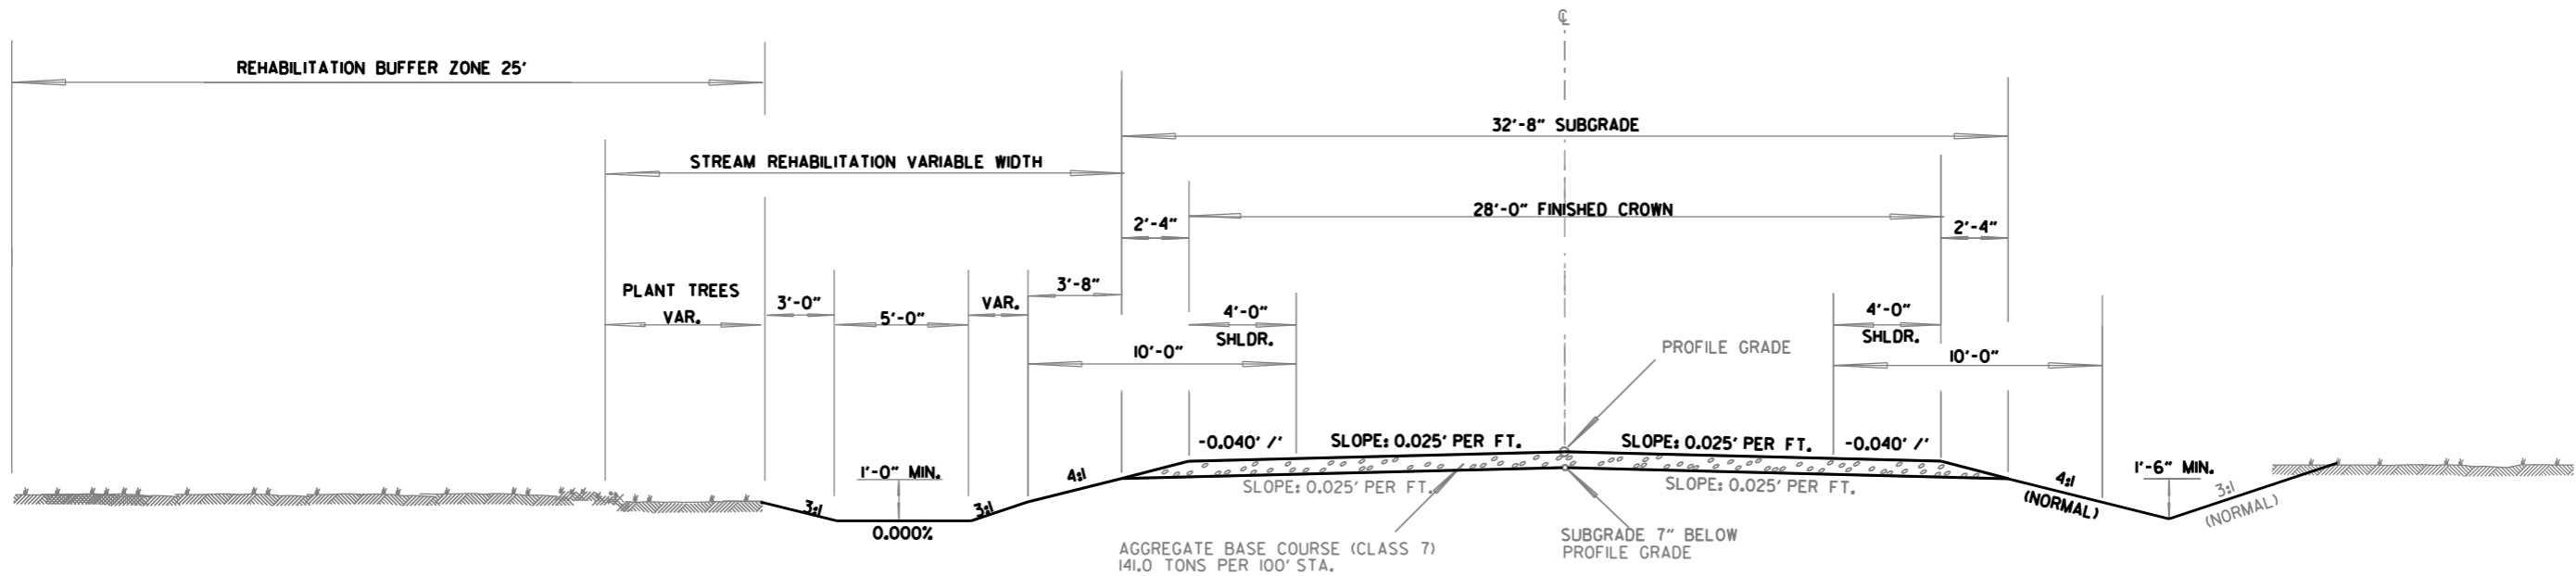 ℄
REHABILITATION BUFFER ZONE 25'
32'-8" SUBGRADE
STREAM REHABILITATION VARIABLE WIDTH
28'-0" FINISHED CROWN
2'-4"
2'-4"
3'-8"
PLANT TREES
VAR.
3'-0"
5'-0"
VAR.
4'-0"
SHLDR.
4'-0"
SHLDR.
10'-0"
10'-0"
PROFILE GRADE
-0.040' /'
SLOPE: 0.025' PER FT.
SLOPE: 0.025' PER FT.
-0.040' /'
1'-0" MIN.
4:1
SLOPE: 0.025' PER FT.
SLOPE: 0.025' PER FT.
4:1
(NORMAL)
1'-6" MIN.
3:1
(NORMAL)
3:1
0.000%
3:1
AGGREGATE BASE COURSE (CLASS 7)
141.0 TONS PER 100' STA.
SUBGRADE 7" BELOW
PROFILE GRADE